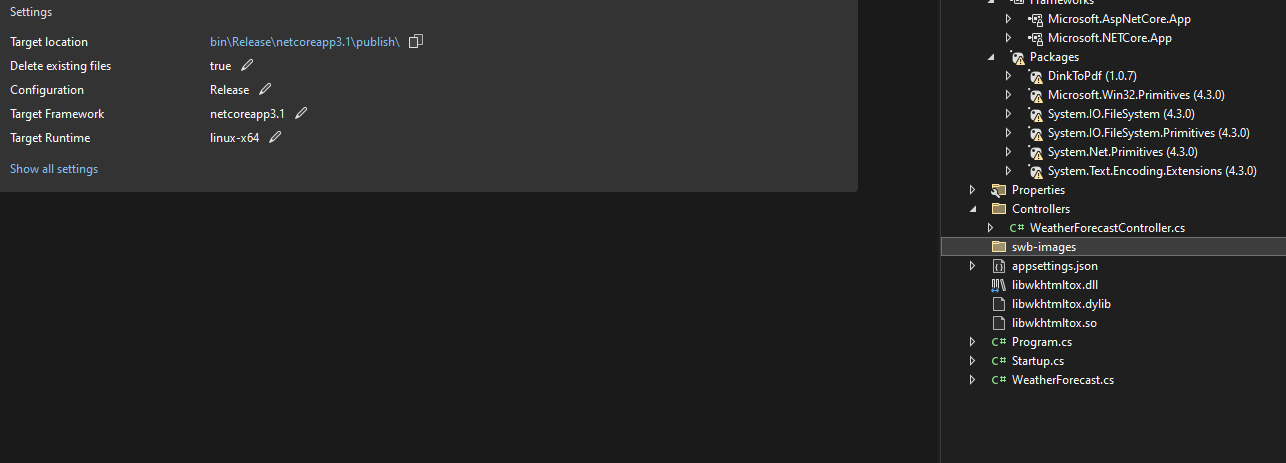 Settings
Target location bin\Release\netcoreapp3.1\publish\
Delete existing files true
Configuration Release
Target Framework netcoreapp3.1
Target Runtime linux-x64
Show all settings
Frameworks
Microsoft.AspNetCore.App
Microsoft.NETCore.App
Packages
DinkToPdf (1.0.7)
Microsoft.Win32.Primitives (4.3.0)
System.IO.FileSystem (4.3.0)
System.IO.FileSystem.Primitives (4.3.0)
System.Net.Primitives (4.3.0)
System.Text.Encoding.Extensions (4.3.0)
Properties
Controllers
C# WeatherForecastController.cs
swb-images
appsettings.json
libwkhtmltox.dll
libwkhtmltox.dylib
libwkhtmltox.so
C# Program.cs
C# Startup.cs
C# WeatherForecast.cs